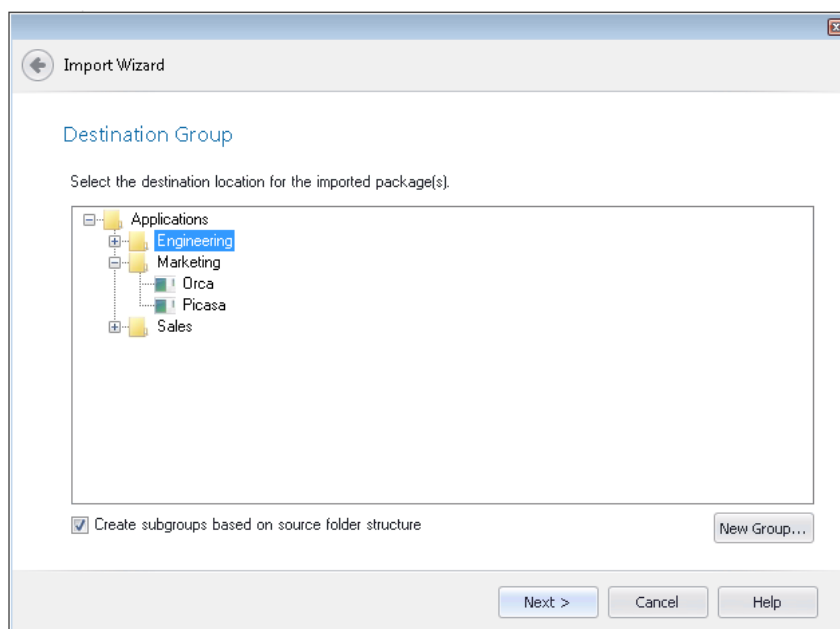 Import Wizard
Destination Group
Select the destination location for the imported package(s).
Applications
Engineering
Marketing
Orca
Picasa
Sales
Create subgroups based on source folder structure
New Group...
Next >
Cancel
Help